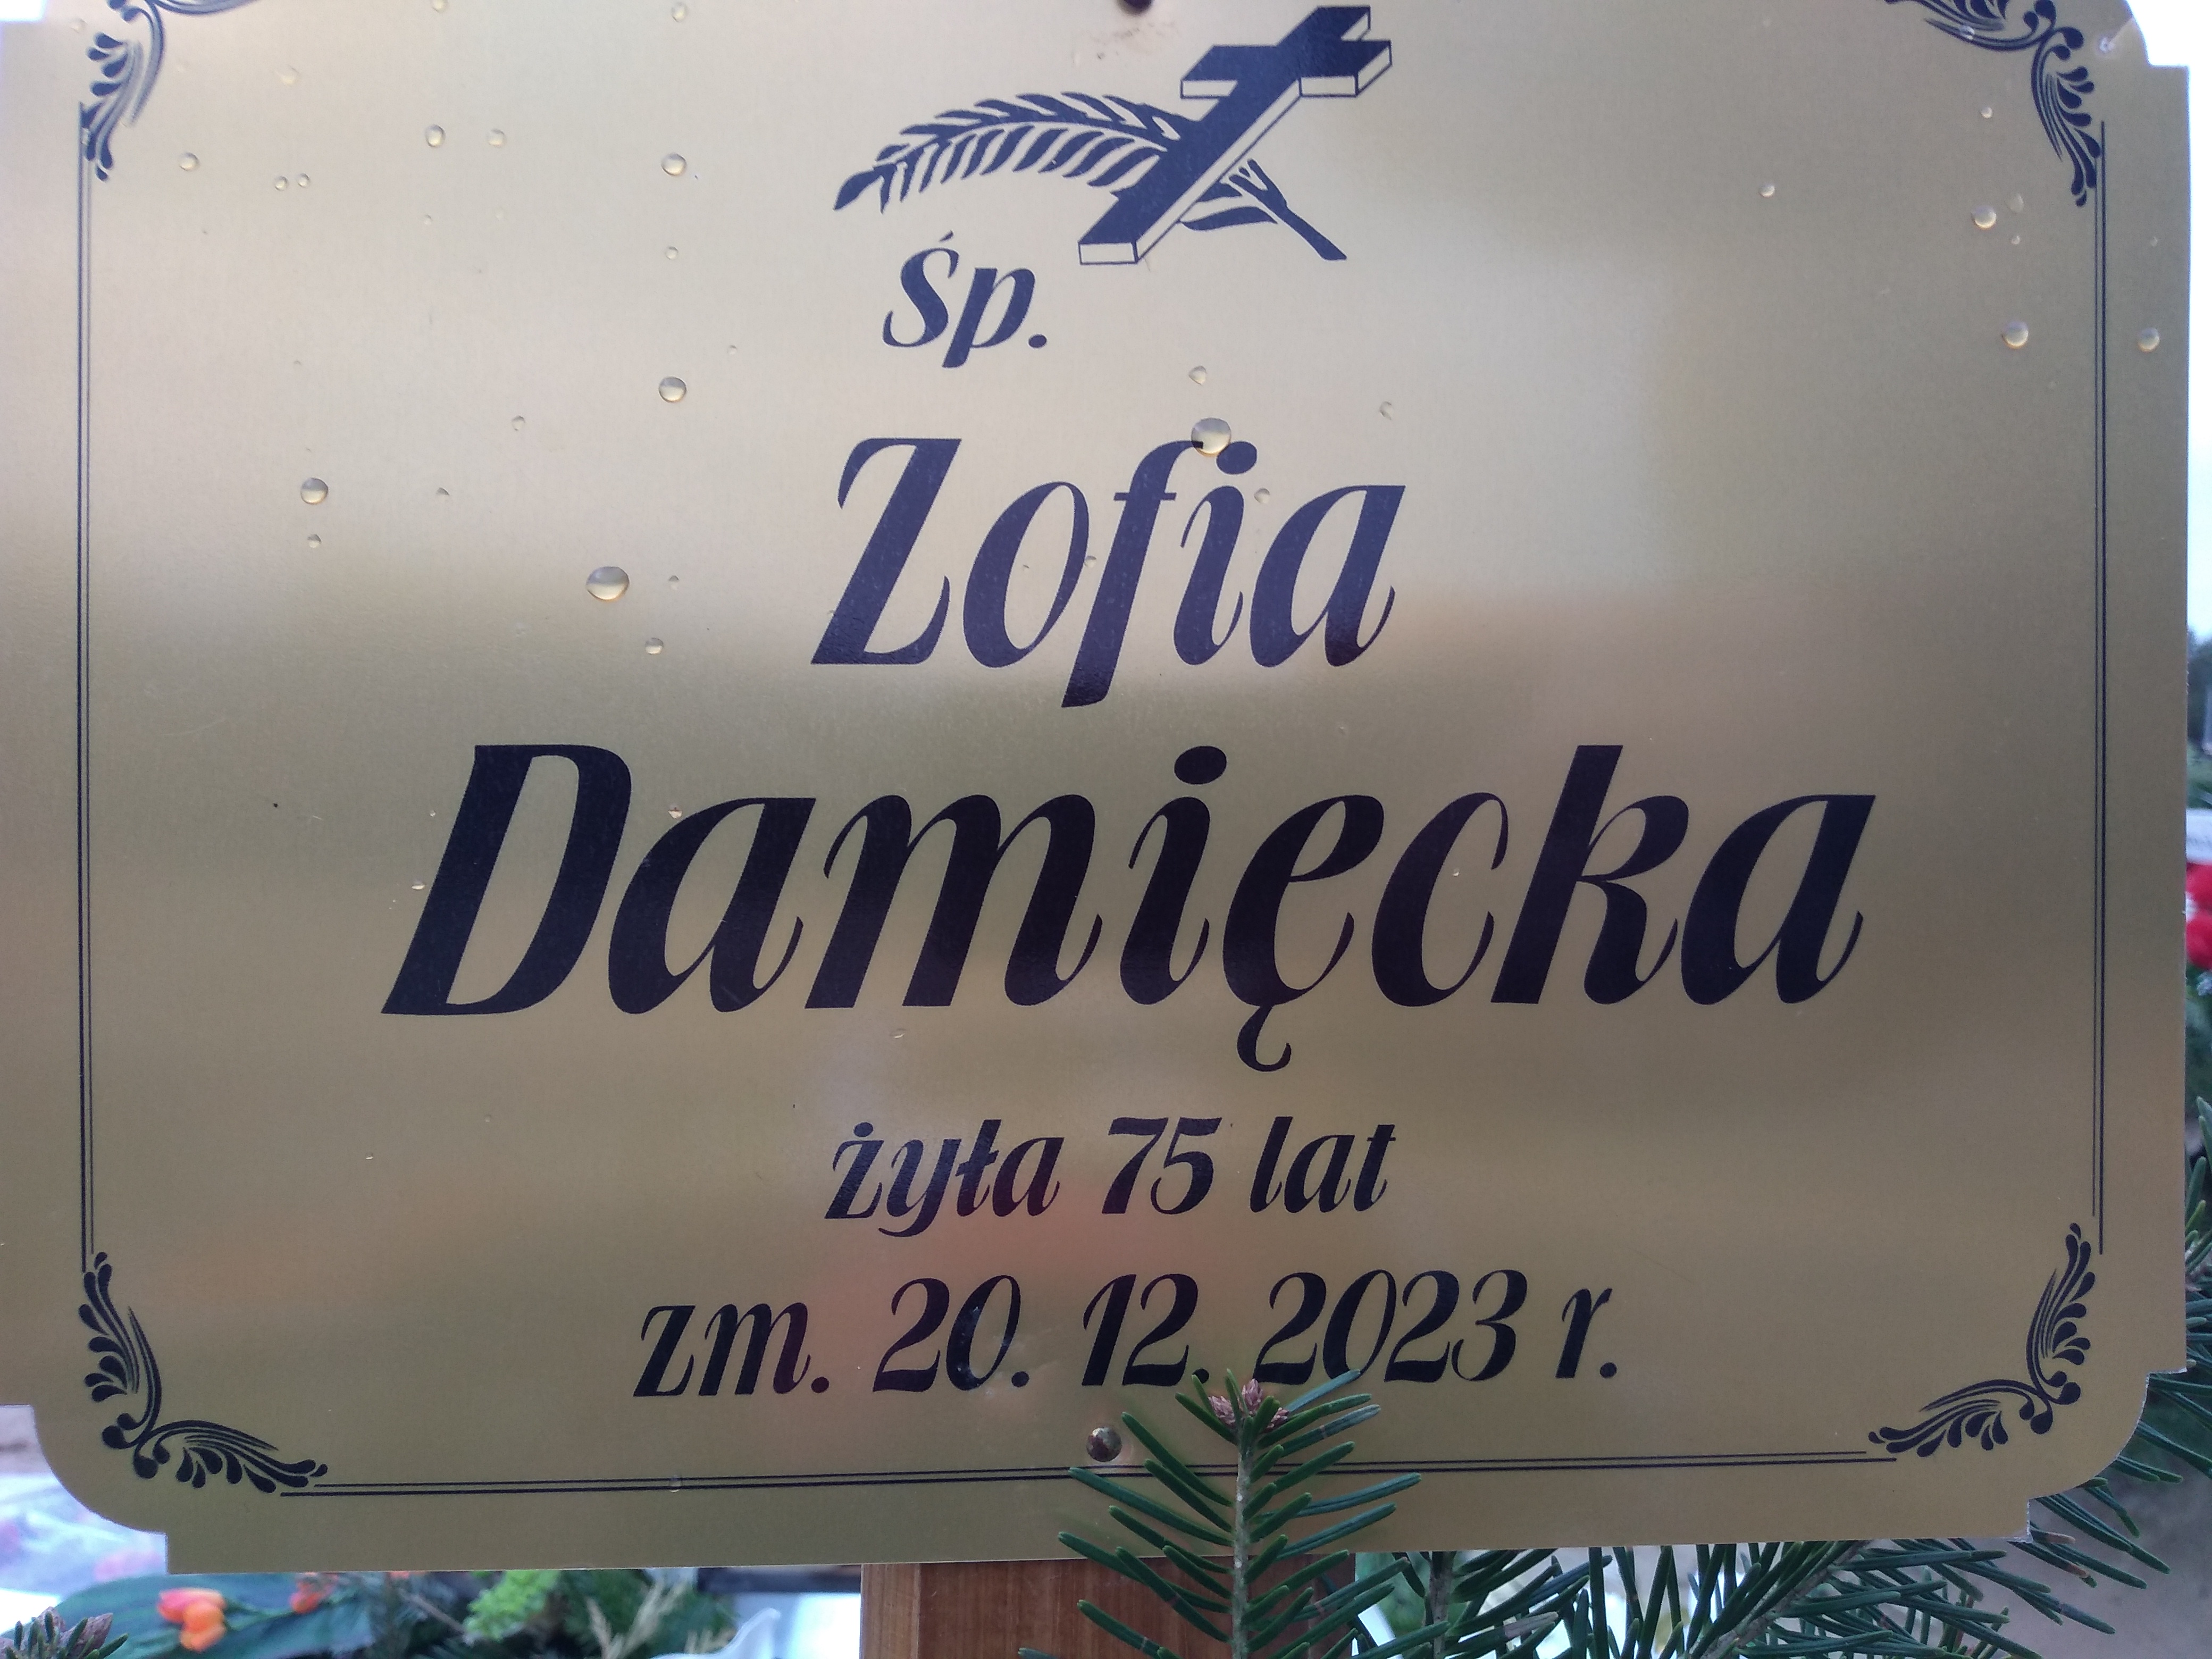 śp.
Zofia
Damięcka
żyła 75 lat
zm. 20. 12. 2023 r.